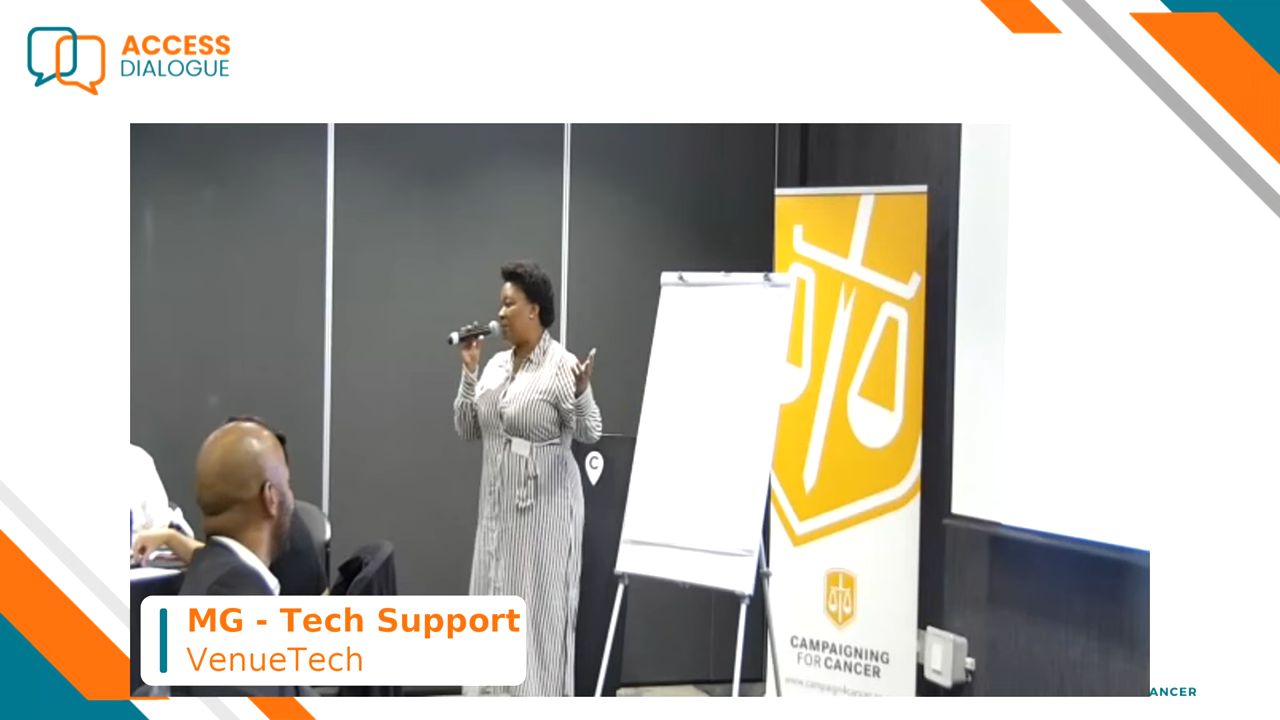 ACCESS
DIALOGUE
C
CAMPAIGNING
FOR CANCER
MG - Tech Support
VenueTech
ANCER